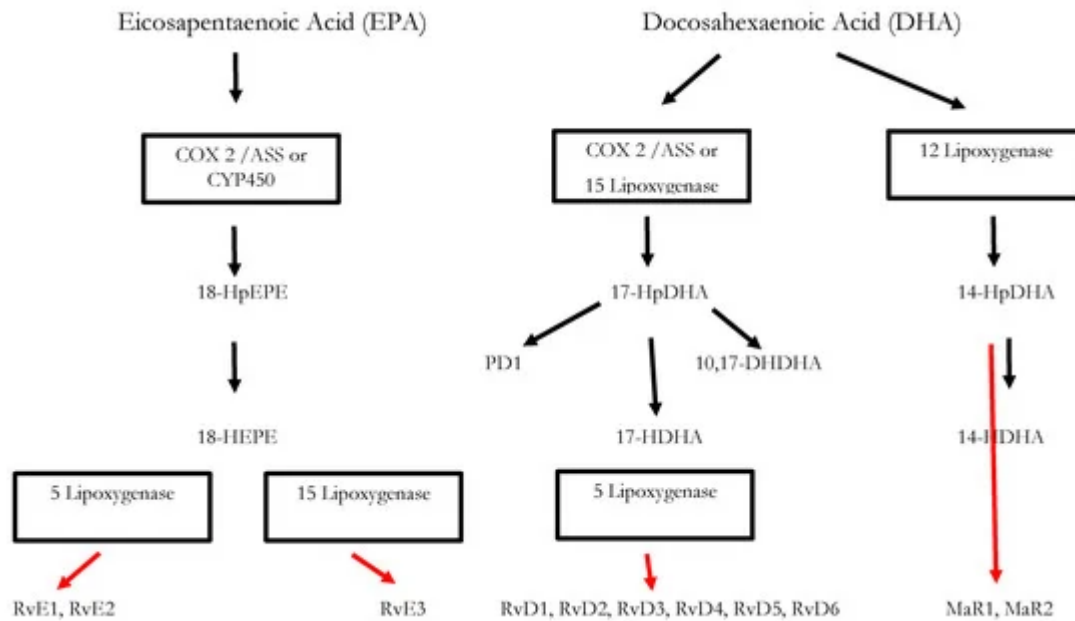 Eicosapentaenoic Acid (EPA)
Docosahexaenoic Acid (DHA)
COX 2 /ASS or
CYP450
COX 2 /ASS or
15 Lipoxygenase
12 Lipoxygenase
18-HpEPE
17-HpDHA
14-HpDHA
PD1
10,17-DHDHA
18-HEPE
17-HDHA
14-HDHA
5 Lipoxygenase
15 Lipoxygenase
5 Lipoxygenase
RvE1, RvE2
RvE3
RvD1, RvD2, RvD3, RvD4, RvD5, RvD6
MaR1, MaR2